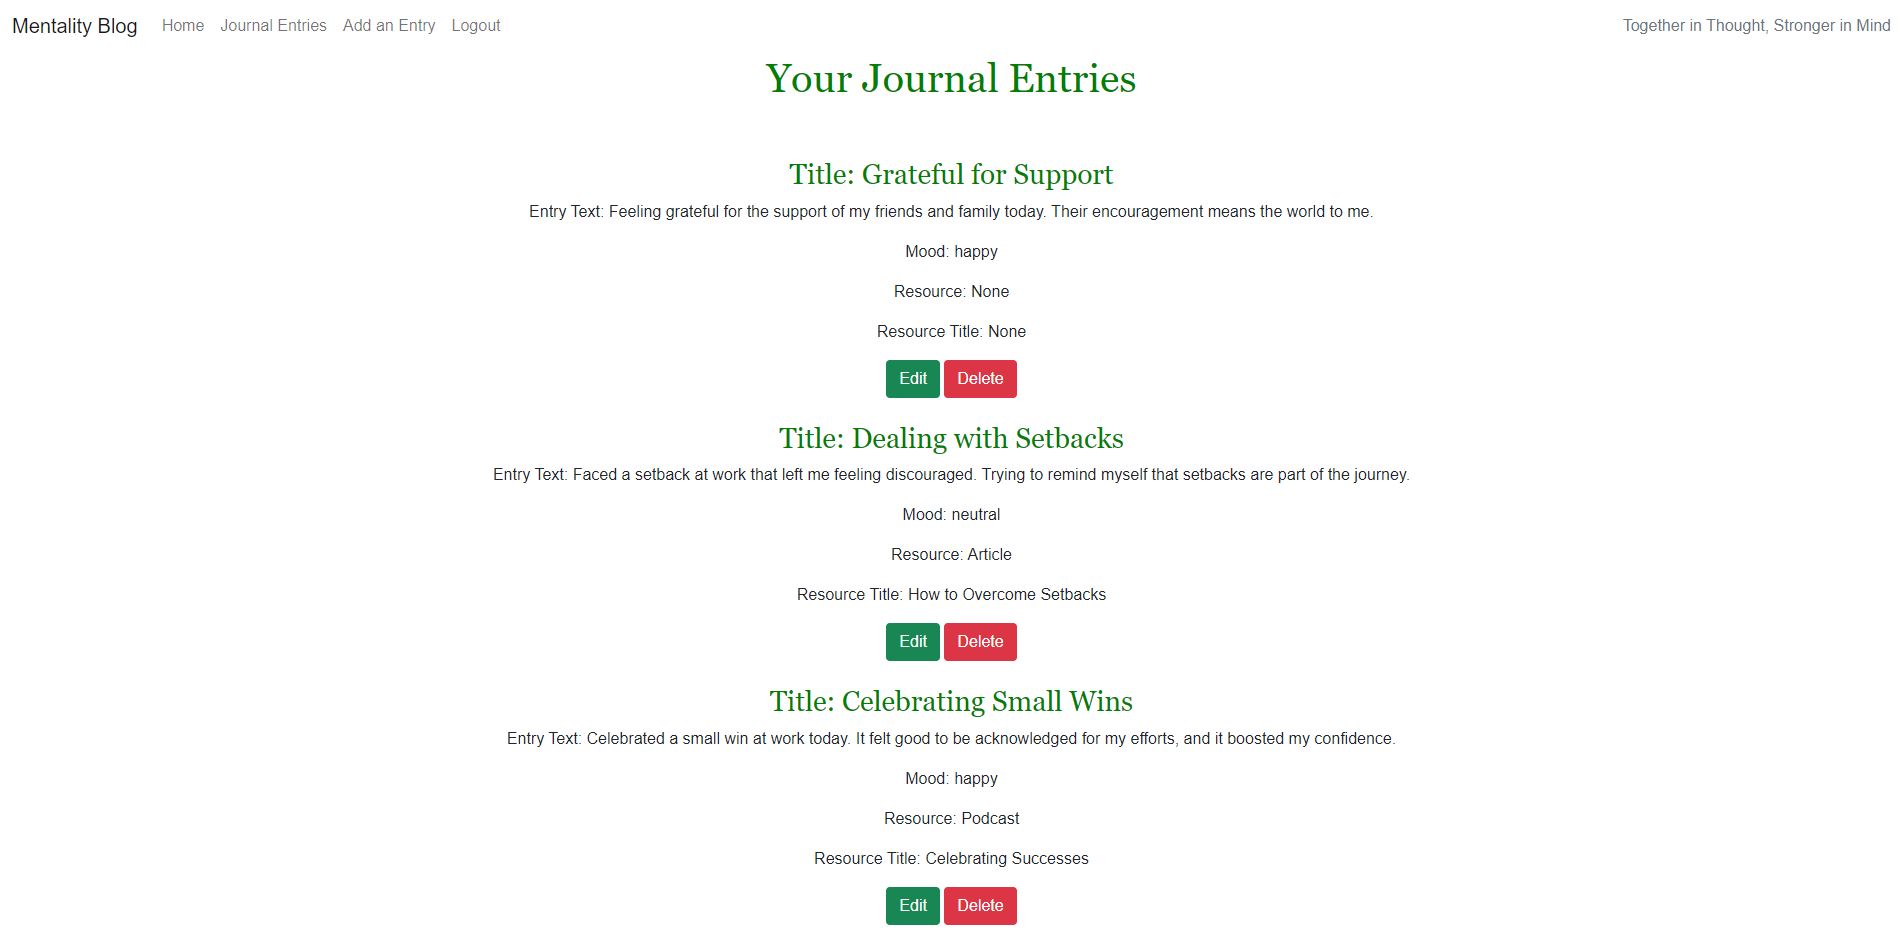 Mentality Blog Home Journal Entries Add an Entry Logout Together in Thought, Stronger in Mind
Your Journal Entries
Title: Grateful for Support
Entry Text: Feeling grateful for the support of my friends and family today. Their encouragement means the world to me.
Mood: happy
Resource: None
Resource Title: None
Edit Delete
Title: Dealing with Setbacks
Entry Text: Faced a setback at work that left me feeling discouraged. Trying to remind myself that setbacks are part of the journey.
Mood: neutral
Resource: Article
Resource Title: How to Overcome Setbacks
Edit Delete
Title: Celebrating Small Wins
Entry Text: Celebrated a small win at work today. It felt good to be acknowledged for my efforts, and it boosted my confidence.
Mood: happy
Resource: Podcast
Resource Title: Celebrating Successes
Edit Delete